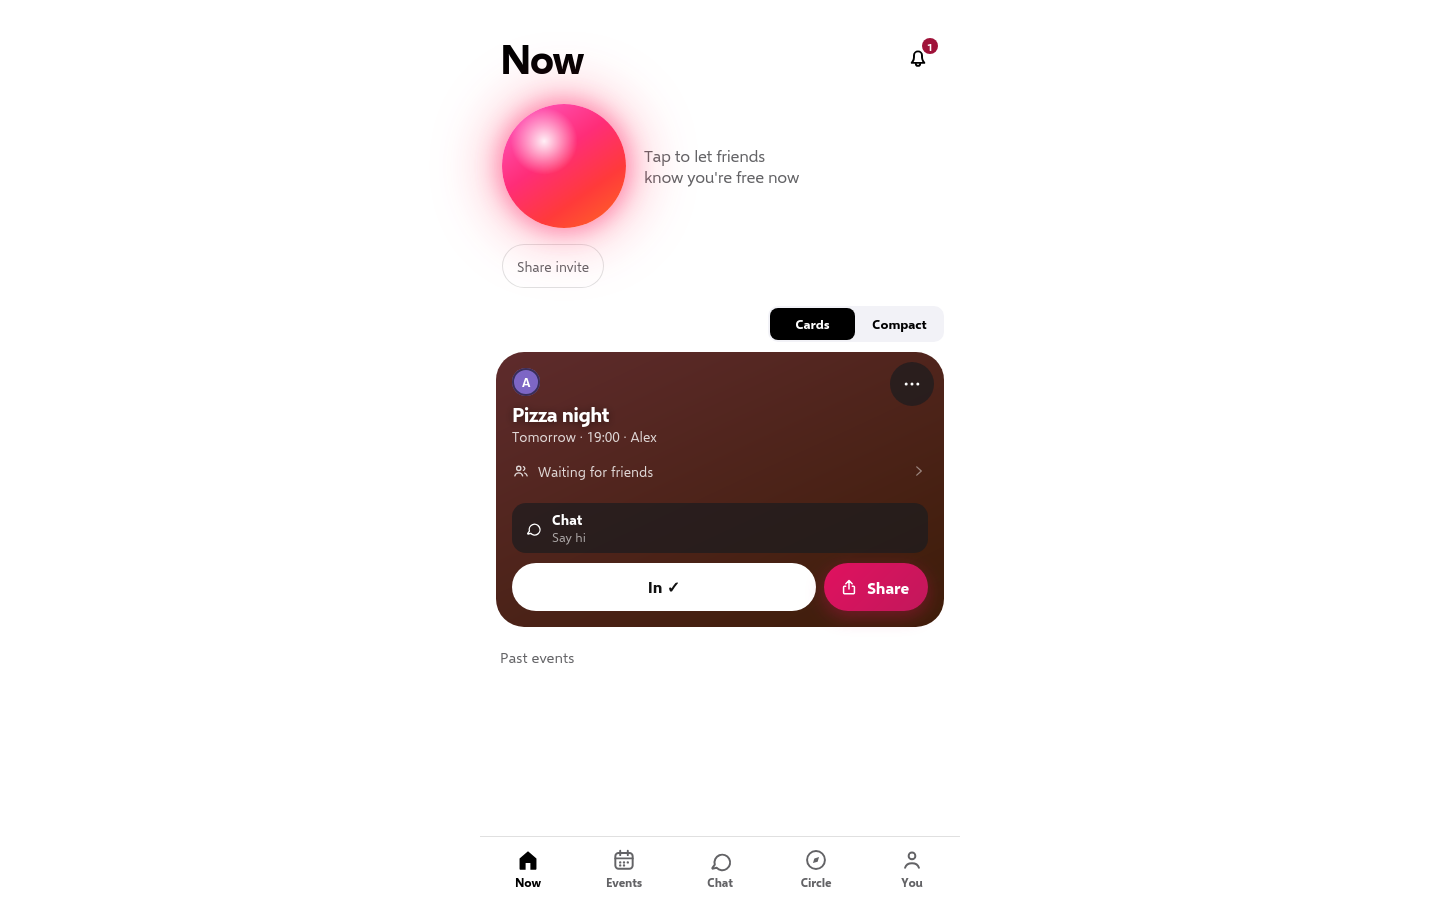 Now
1
Tap to let friends
know you're free now
Share invite
Cards
Compact
A
Pizza night
Tomorrow · 19:00 · Alex
Waiting for friends
Chat
Say hi
In ✓
Share
Past events
Now
Events
Chat
Circle
You